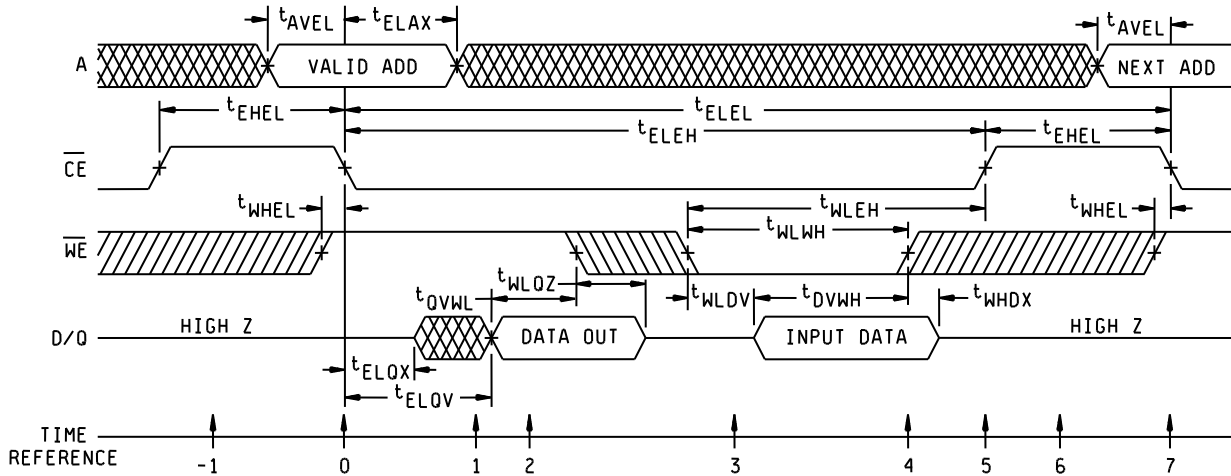 tAVEL tELAX tAVEL
A VALID ADD NEXT ADD
tEHEL tELEL
tELEH tEHEL
CE
tWHEL tWLEH tWHEL
tWLWH
WE
tWLQZ
tQVWL tWLDV tDVWH tWHDX
D/Q HIGH Z DATA OUT INPUT DATA HIGH Z
tELQX
tELQV
TIME
REFERENCE
-1 0 1 2 3 4 5 6 7